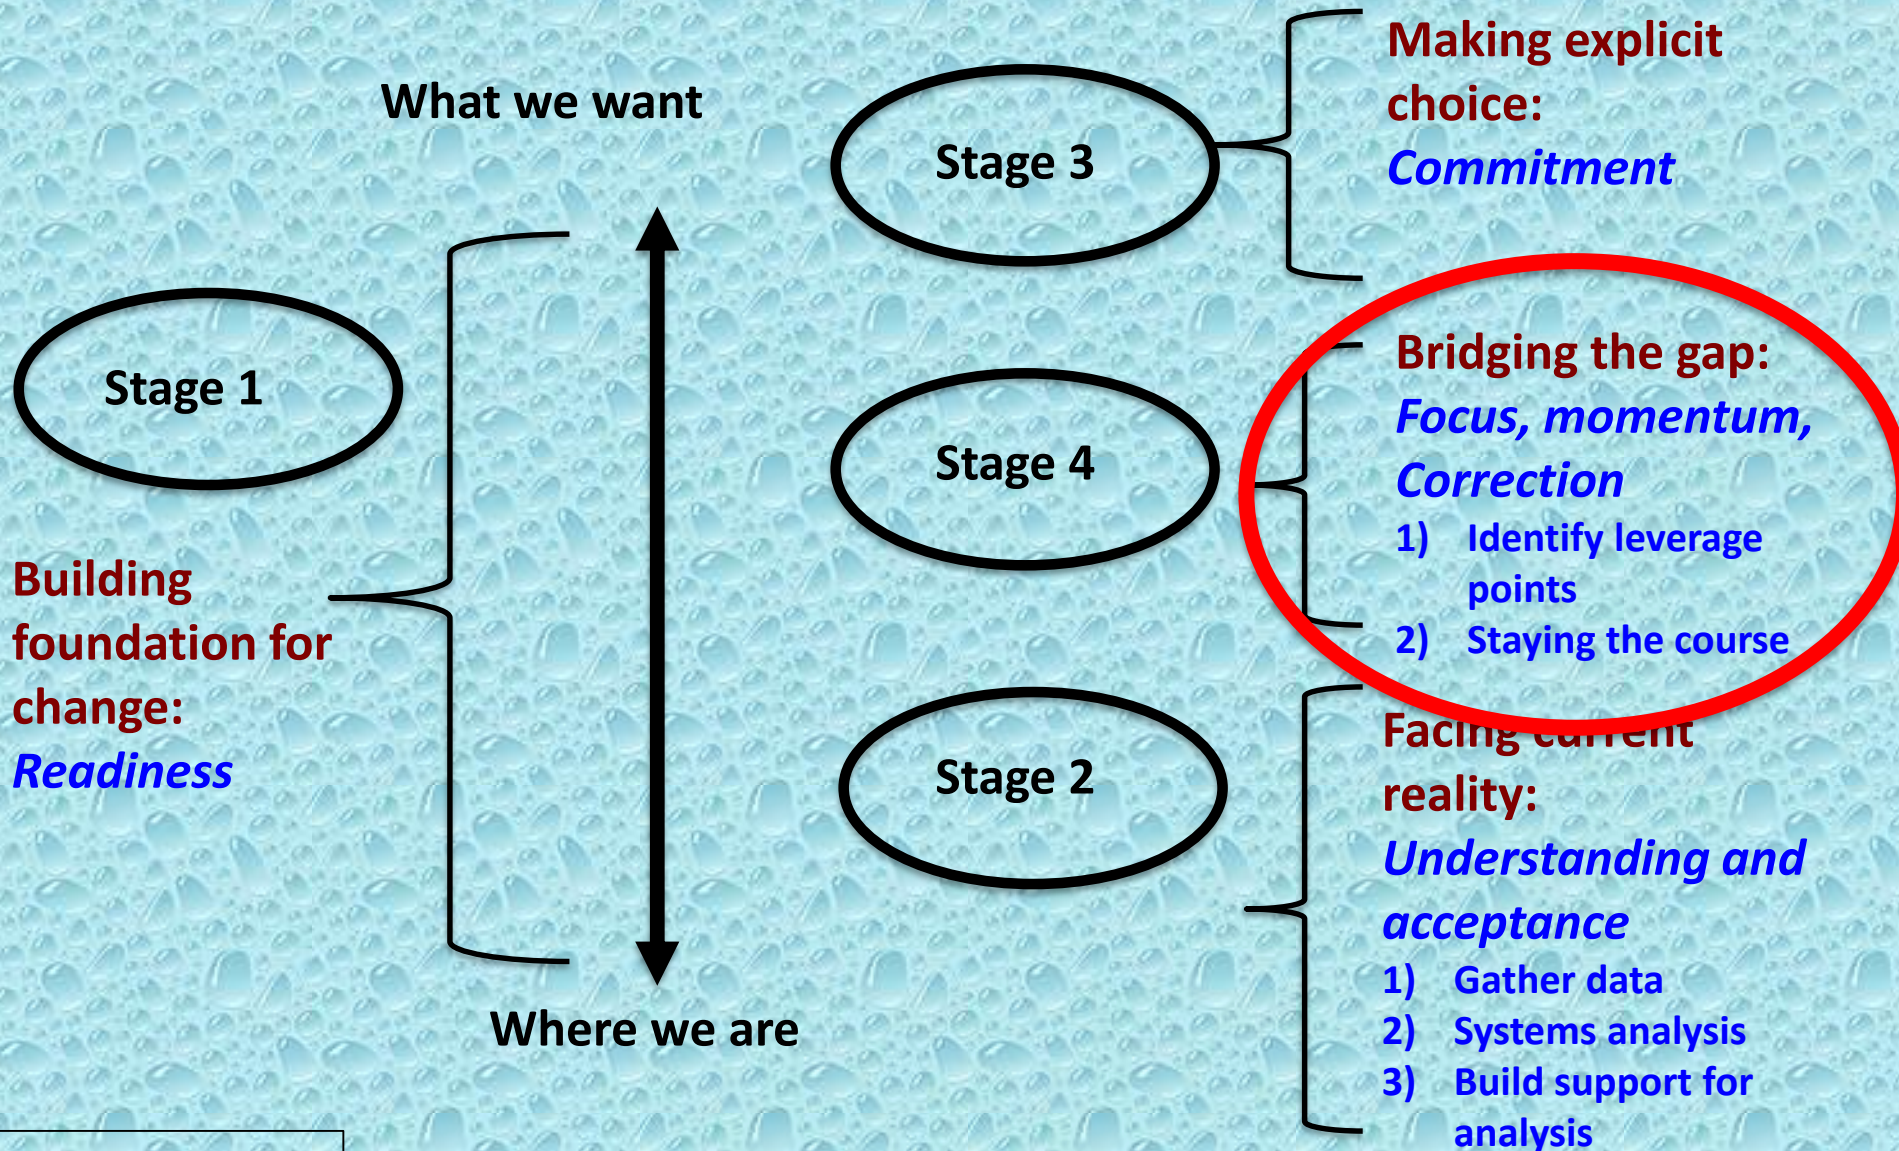 What we want
Stage 1
Building
foundation for
change:
Readiness
Where we are
Stage 3
Making explicit
choice:
Commitment
Stage 4
Bridging the gap:
Focus, momentum,
Correction
1) Identify leverage
points
2) Staying the course
Stage 2
Facing current
reality:
Understanding and
acceptance
1) Gather data
2) Systems analysis
3) Build support for
analysis